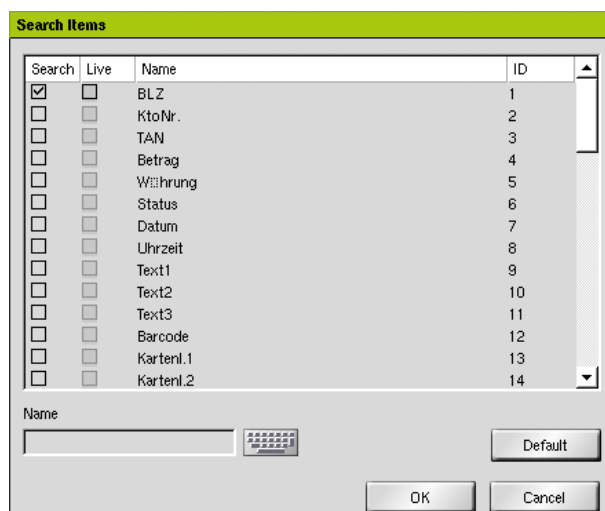 Search Items
Search Live Name ID
BLZ 1
KtoNr. 2
TAN 3
Betrag 4
5
Status 6
Datum 7
Uhrzeit 8
Text1 9
Text2 10
Text3 11
Barcode 12
Kartenl.1 13
Kartenl.2 14
Name
Default
OK Cancel